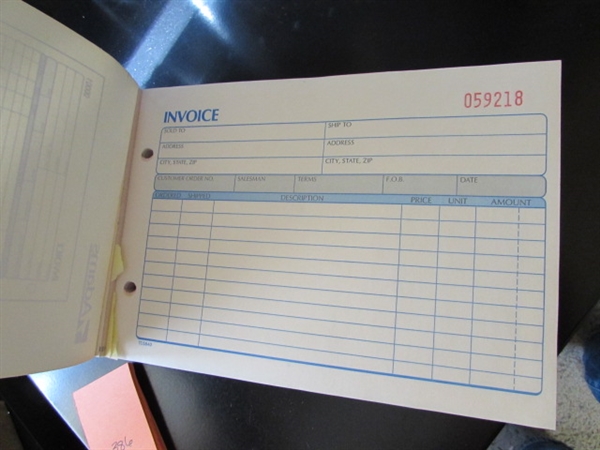 059218
INVOICE
SOLD TO SHIP TO
ADDRESS ADDRESS
CITY, STATE, ZIP CITY, STATE, ZIP
CUSTOMER ORDER NO. SALESMAN TERMS F.O.B. DATE
ORDERED SHIPPED DESCRIPTION PRICE UNIT AMOUNT
386